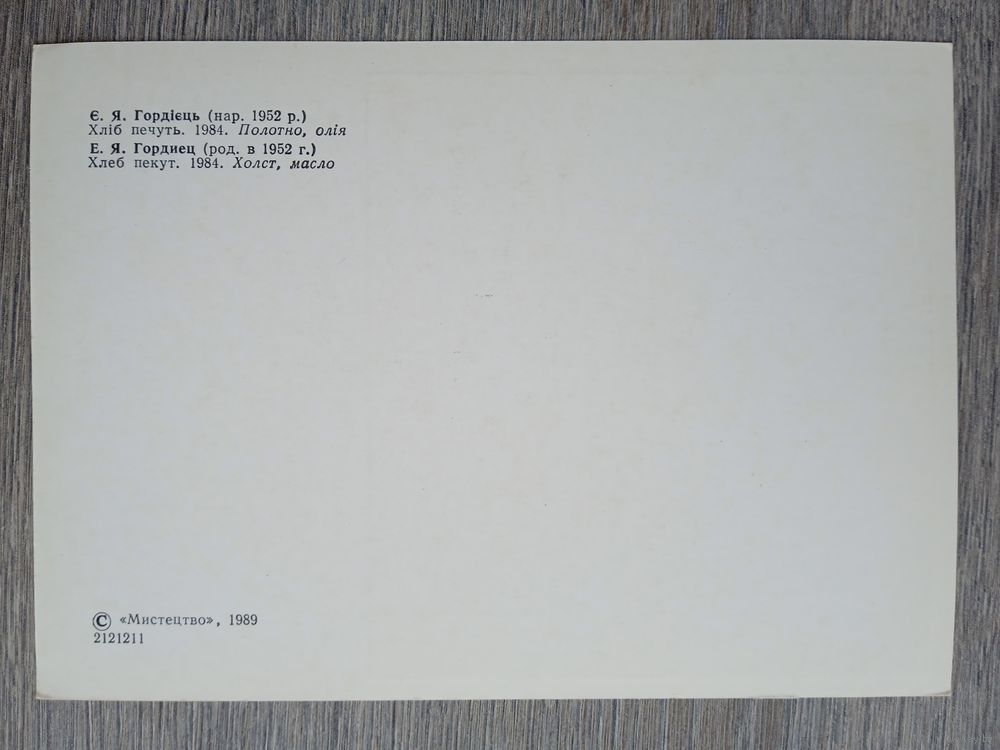 Є. Я. Гордієць (нар. 1952 р.)
Хліб печуть. 1984. Полотно, олія
Е. Я. Гордиец (род. в 1952 г.)
Хлеб пекут. 1984. Холст, масло
© «Мистецтво», 1989
2121211